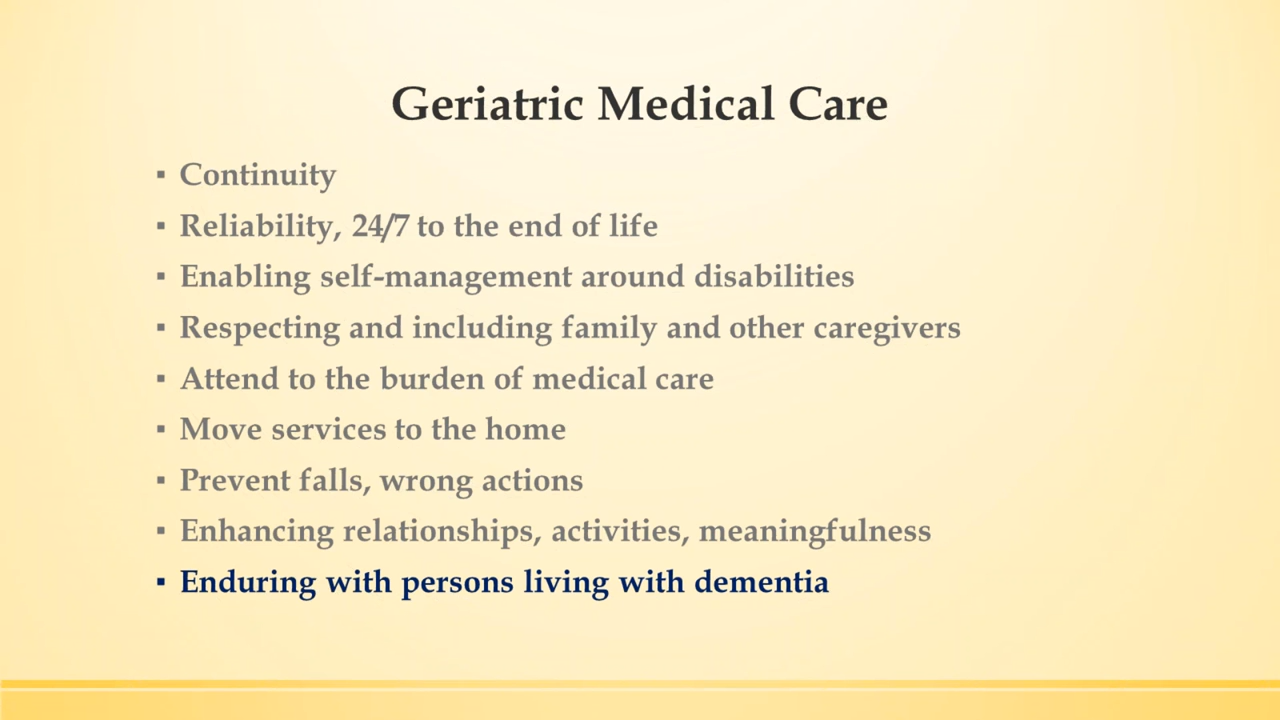 Geriatric Medical Care
▪ Continuity
▪ Reliability, 24/7 to the end of life
▪ Enabling self-management around disabilities
▪ Respecting and including family and other caregivers
▪ Attend to the burden of medical care
▪ Move services to the home
▪ Prevent falls, wrong actions
▪ Enhancing relationships, activities, meaningfulness
▪ Enduring with persons living with dementia